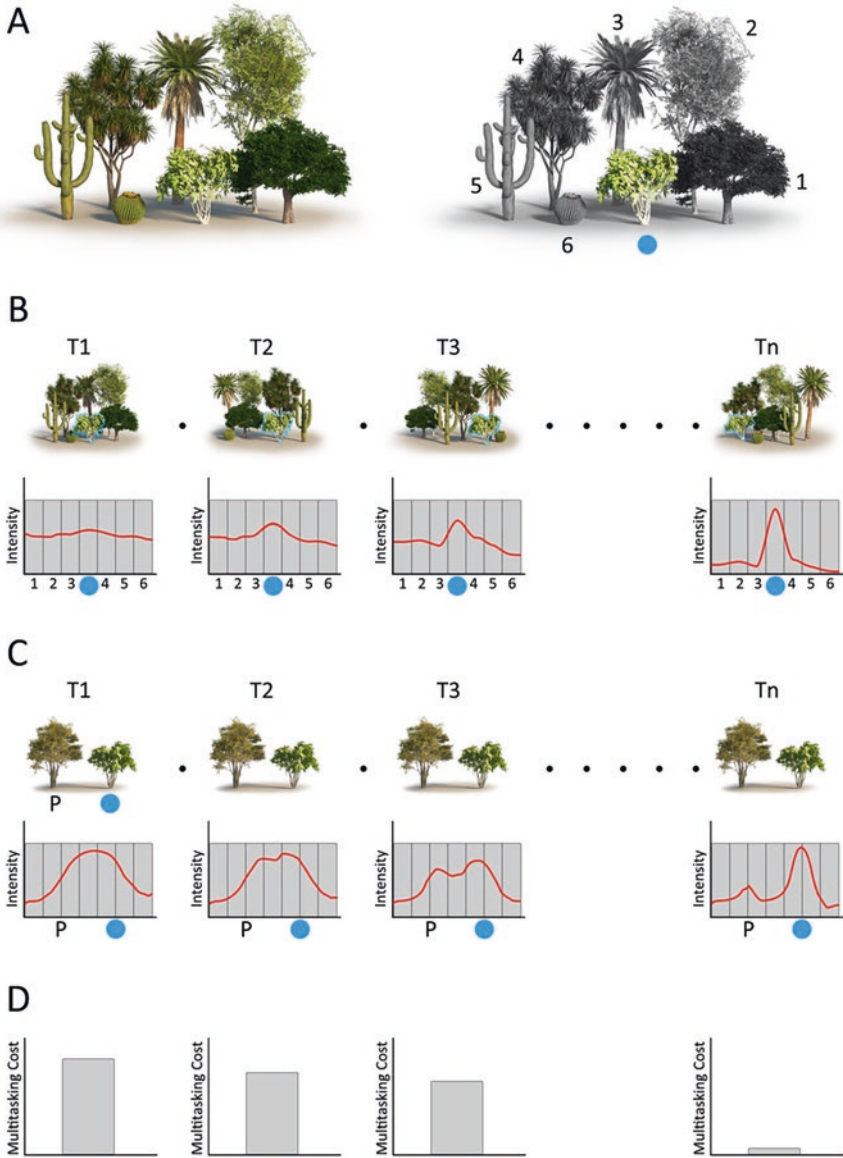 A
3
2
4
5
1
6
B
T1 T2 T3 Tn
Intensity Intensity Intensity Intensity
1 2 3 4 5 6 1 2 3 4 5 6 1 2 3 4 5 6 1 2 3 4 5 6
C
T1 T2 T3 Tn
P
Intensity Intensity Intensity Intensity
P P P P
D
Multitasking Cost Multitasking Cost Multitasking Cost Multitasking Cost